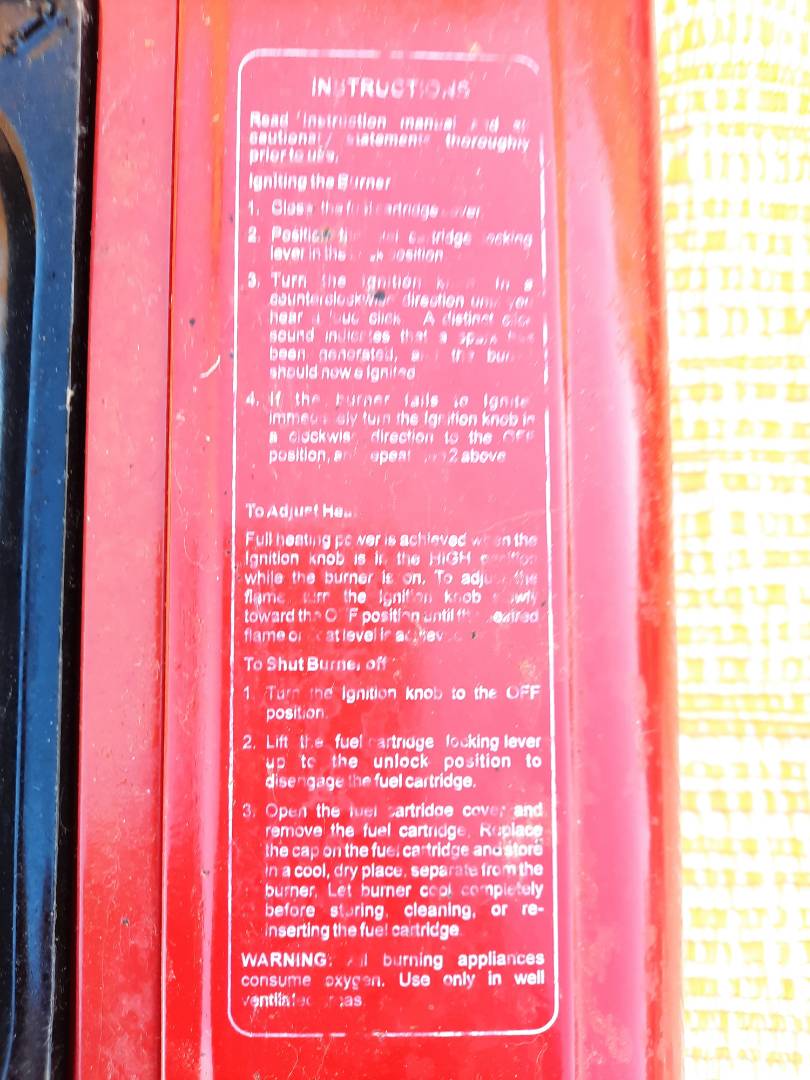 INSTRUCTIONS
Read Instruction manual and all
cautionary statements thoroughly
prior to use.
Igniting the Burner
1. Close the fuel cartridge cover
2. Position the fuel cartridge locking
lever in the position
3. Turn the ignition knob in a
counterclockwise direction until you
hear a loud click. A distinct click
sound indicates that a spark has
been generated, and the burner
should now ignited
4. If the burner fails to ignite
immediately turn the Ignition knob in
a clockwise direction to the OFF
position, and repeat 2 above
To Adjust Heat
Full heating power is achieved when the
Ignition knob is in the HIGH position
while the burner is on. To adjust the
flame turn the Ignition knob slowly
toward the OFF position until the desired
flame or heat level is achieved.
To Shut Burner off
1. Turn the Ignition knob to the OFF
position.
2. Lift the fuel cartridge locking lever
up to the unlock position to
disengage the fuel cartridge.
3. Open the fuel cartridge cover and
remove the fuel cartridge. Replace
the cap on the fuel cartridge and store
in a cool, dry place, separate from the
burner. Let burner cool completely
before storing, cleaning, or re-
inserting the fuel cartridge.
WARNING: All burning appliances
consume oxygen. Use only in well
ventilated areas